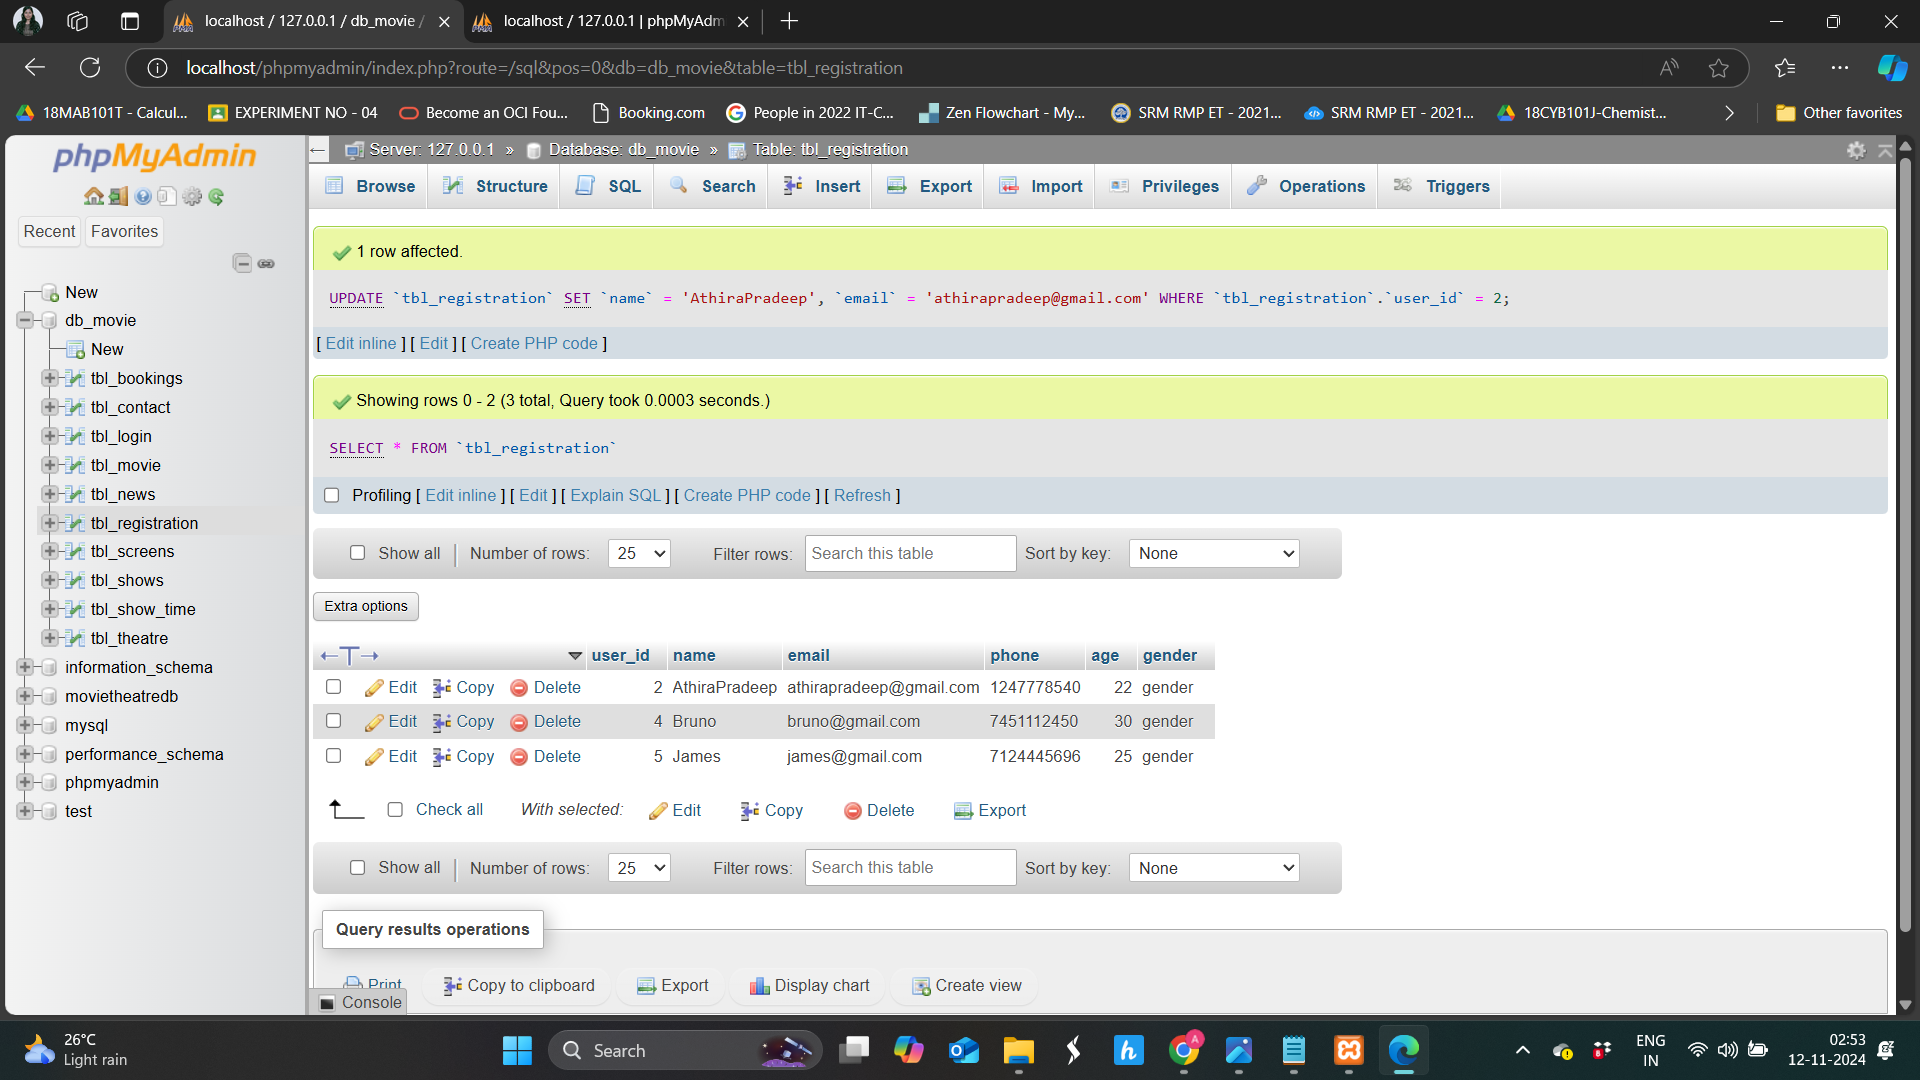 localhost / 127.0.0.1 / db_movie /
localhost / 127.0.0.1 | phpMyAdm
localhost/phpmyadmin/index.php?route=/sql&pos=0&db=db_movie&table=tbl_registration
18MAB101T - Calcul...
EXPERIMENT NO - 04
Become an OCI Fou...
Booking.com
People in 2022 IT-C...
Zen Flowchart - My...
SRM RMP ET - 2021...
SRM RMP ET - 2021...
18CYB101J-Chemist...
Other favorites
phpMyAdmin
Recent Favorites
New
db_movie
New
tbl_bookings
tbl_contact
tbl_login
tbl_movie
tbl_news
tbl_registration
tbl_screens
tbl_shows
tbl_show_time
tbl_theatre
information_schema
movietheatredb
mysql
performance_schema
phpmyadmin
test
Server: 127.0.0.1 » Database: db_movie » Table: tbl_registration
Browse Structure SQL Search Insert Export Import Privileges Operations Triggers
1 row affected.
UPDATE `tbl_registration` SET `name` = 'AthiraPradeep', `email` = 'athirapradeep@gmail.com' WHERE `tbl_registration`.`user_id` = 2;
[ Edit inline ] [ Edit ] [ Create PHP code ]
Showing rows 0 - 2 (3 total, Query took 0.0003 seconds.)
SELECT * FROM `tbl_registration`
Profiling [ Edit inline ] [ Edit ] [ Explain SQL ] [ Create PHP code ] [ Refresh ]
Show all | Number of rows: 25 Filter rows: Search this table Sort by key: None
Extra options
user_id name email phone age gender
Edit Copy Delete 2 AthiraPradeep athirapradeep@gmail.com 1247778540 22 gender
Edit Copy Delete 4 Bruno bruno@gmail.com 7451112450 30 gender
Edit Copy Delete 5 James james@gmail.com 7124445696 25 gender
Check all With selected: Edit Copy Delete Export
Show all | Number of rows: 25 Filter rows: Search this table Sort by key: None
Query results operations
Print Copy to clipboard Export Display chart Create view
Console
26°C
Light rain
Search
ENG
IN
02:53
12-11-2024